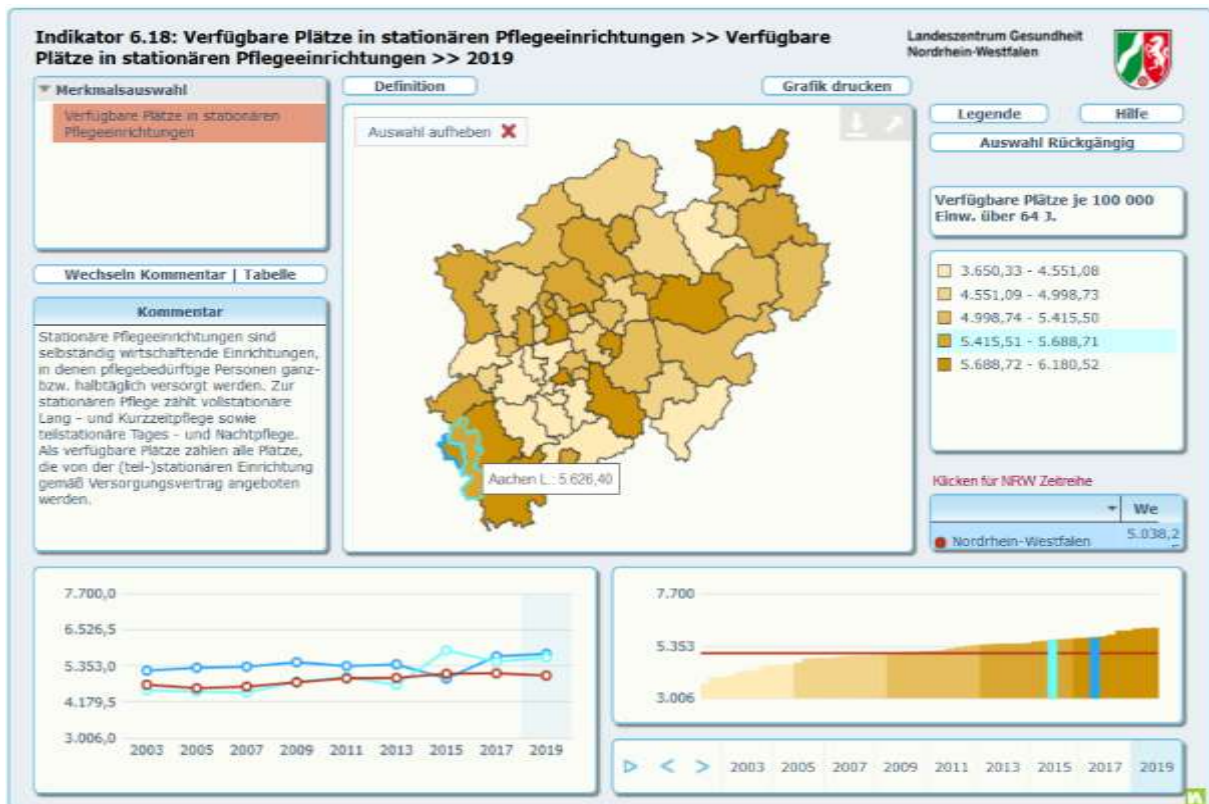 Indikator 6.18: Verfügbare Plätze in stationären Pflegeeinrichtungen >> Verfügbare
Plätze in stationären Pflegeeinrichtungen >> 2019
Landeszentrum Gesundheit
Nordrhein-Westfalen
Merkmalsauswahl
Verfügbare Plätze in stationären
Pflegeeinrichtungen
Definition
Grafik drucken
Auswahl aufheben
Legende
Hilfe
Auswahl Rückgängig
Verfügbare Plätze je 100 000
Einw. über 64 J.
3.650,33 - 4.551,08
4.551,09 - 4.998,73
4.998,74 - 5.415,50
5.415,51 - 5.688,71
5.688,72 - 6.180,52
Wechseln Kommentar | Tabelle
Kommentar
Stationäre Pflegeeinrichtungen sind
selbständig wirtschaftende Einrichtungen,
in denen pflegebedürftige Personen ganz-
bzw. halbtäglich versorgt werden. Zur
stationären Pflege zählt vollstationäre
Lang - und Kurzzeitpflege sowie
teilstationäre Tages - und Nachtpflege.
Als verfügbare Plätze zählen alle Plätze,
die von der (teil-)stationären Einrichtung
gemäß Versorgungsvertrag angeboten
werden.
Aachen L.: 5.626,40
Klicken für NRW Zeitreihe
We
Nordrhein-Westfalen
5.038,2
7.700,0
6.526,5
5.353,0
4.179,5
3.006,0
2003 2005 2007 2009 2011 2013 2015 2017 2019
7.700
5.353
3.006
2003 2005 2007 2009 2011 2013 2015 2017 2019